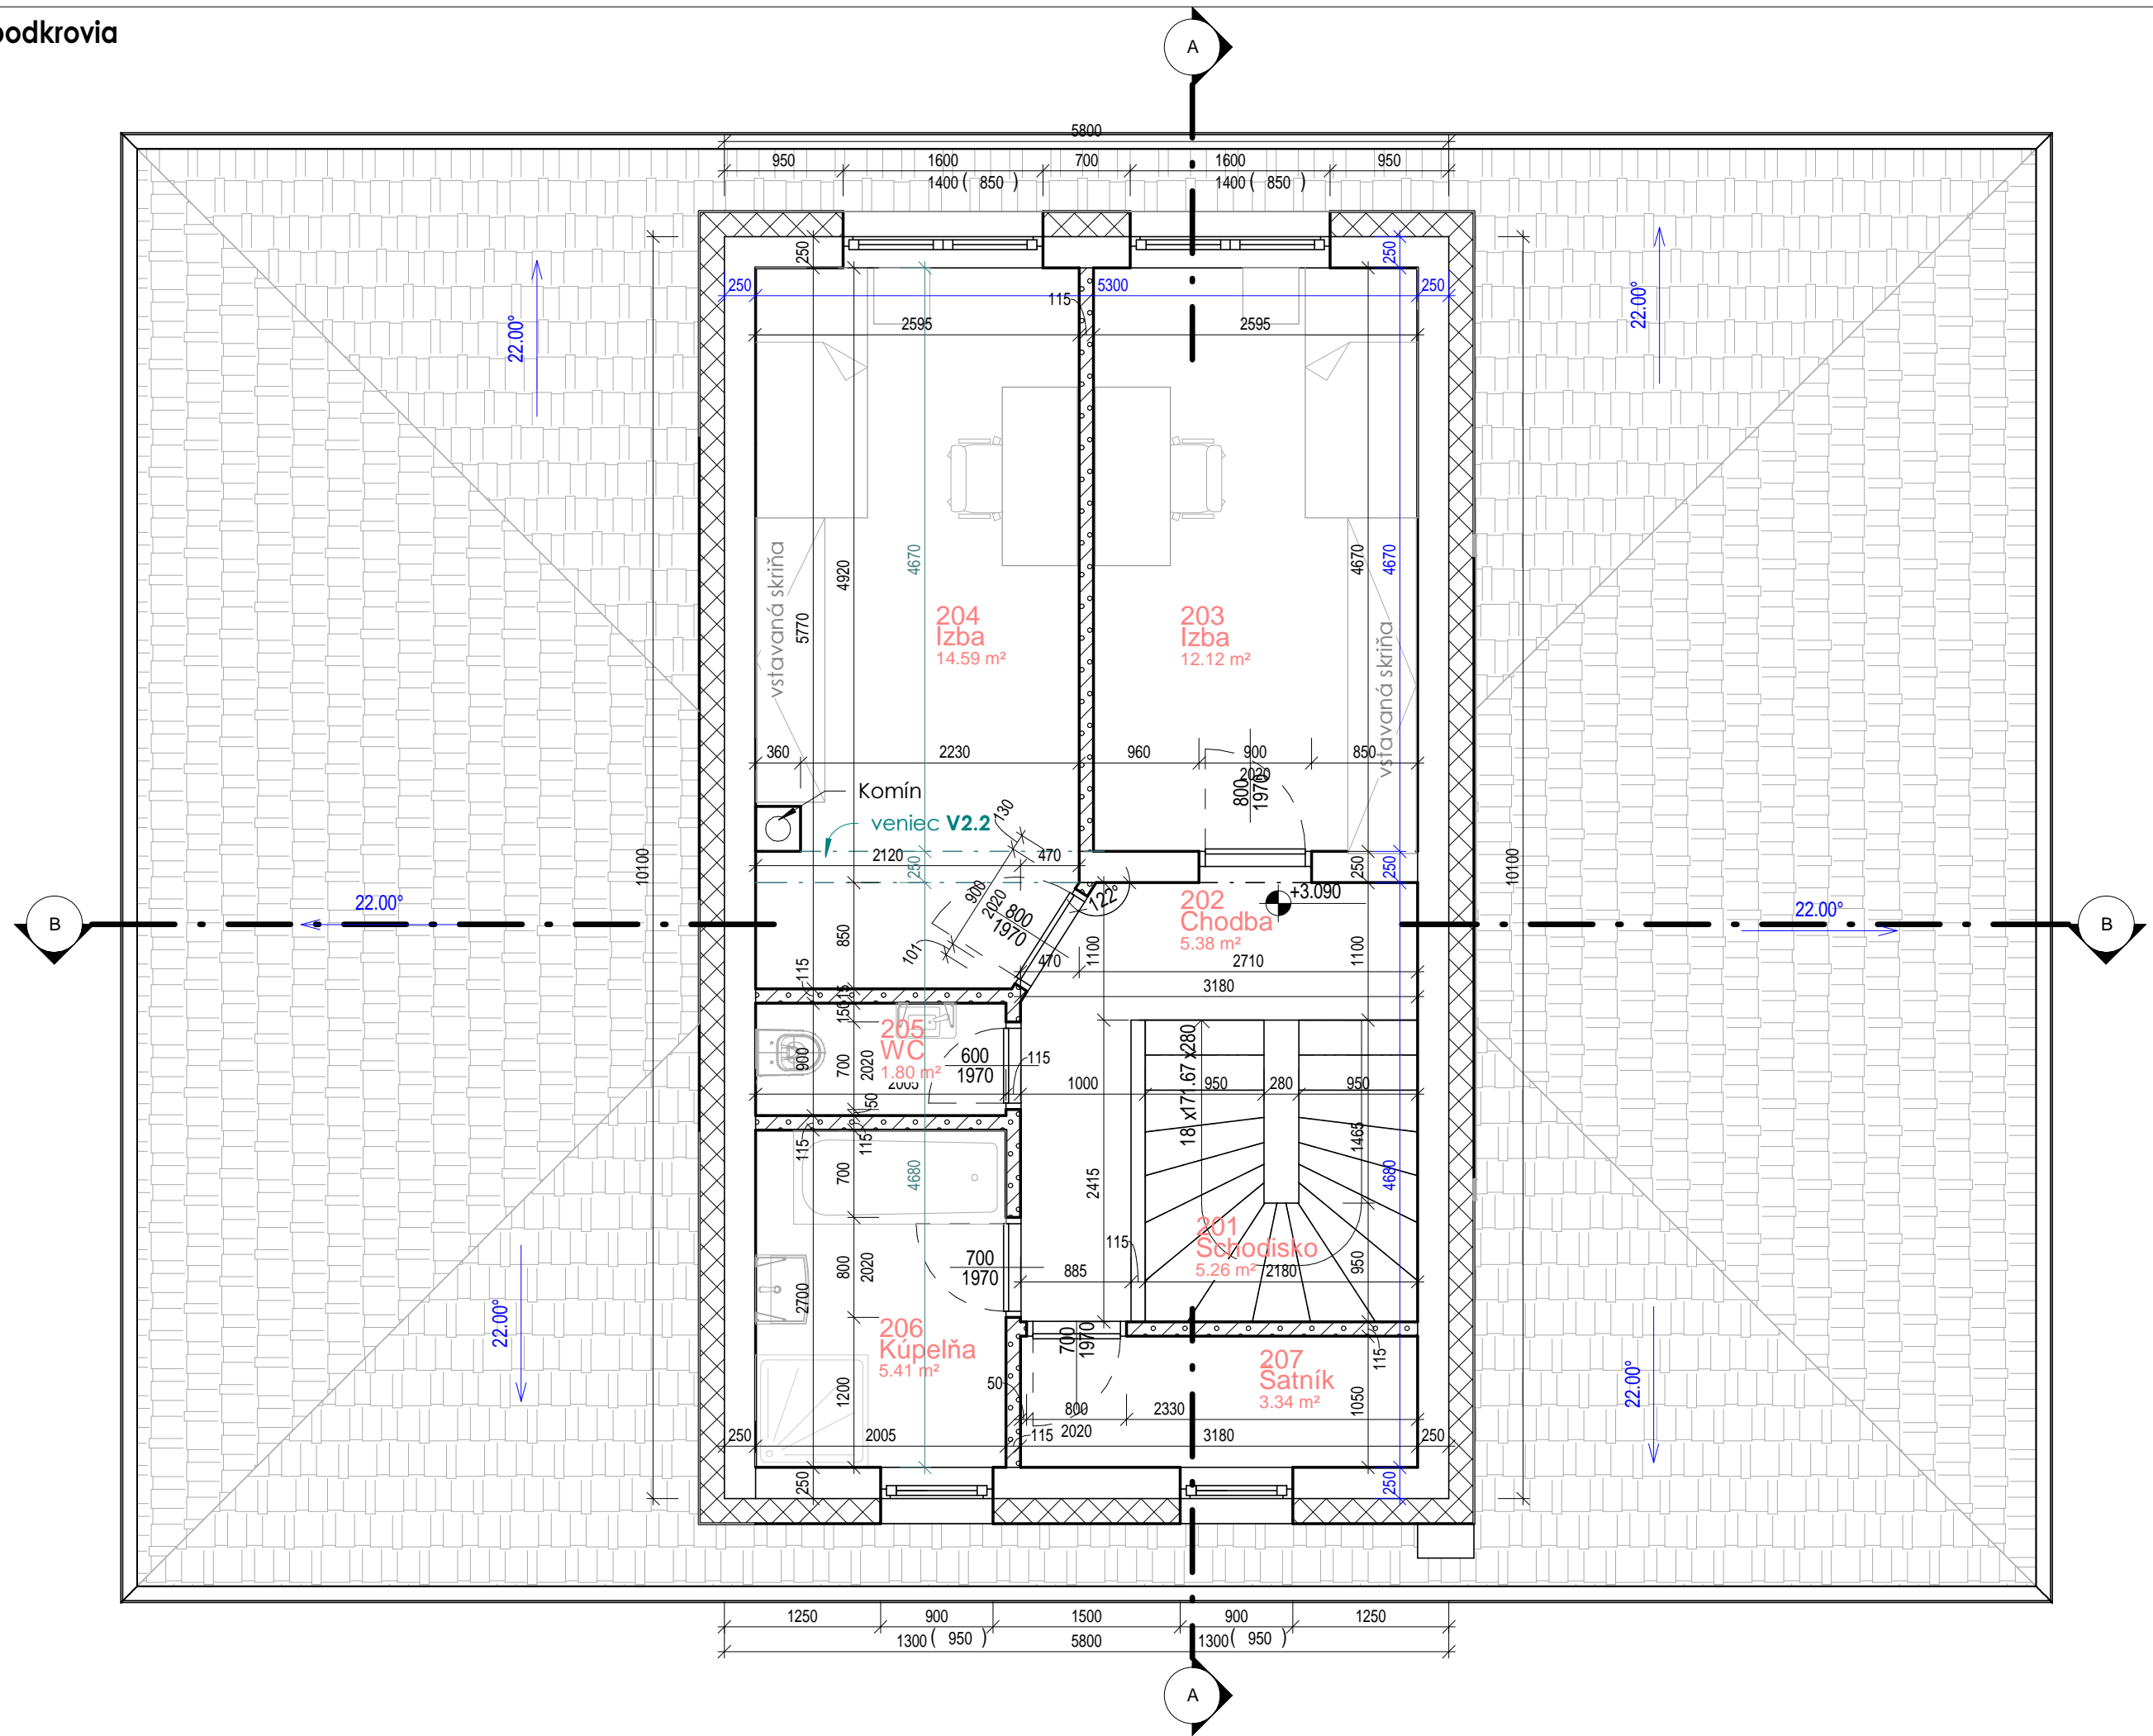 podkrovia
A
5800
950 1600 700 1600 950
1400 ( 850 ) 1400 ( 850 )
250 250
250 5300 250
115
2595 2595
22.00° 22.00°
4920 4670 4670 4670
5770
vstavaná skriňa
204
Izba
14.59 m²
203
Izba
12.12 m²
vstavaná skriňa
360 2230 960 900 850
2020
800
1970
Komín
veniec V2.2
130
2120 470
250 250 250
10100 10100
900
2020
800
1970
101
122°
202
Chodba
5.38 m²
+3.090
B 22.00° 22.00° B
850 1100 1100
470 2710
3180
115 115
150
205
WC
1.80 m²
900 700 2020
600
1970
115
2005
50
18 x171.67 x280
1000 950 280 950
115 115
700 4680 2415 1465 4680
201
Schodisko
5.26 m²
115
885 2180 950
700
1970
800 2020
2700
22.00°
206
Kúpeľňa
5.41 m²
700
1970
207
Šatník
3.34 m²
115
22.00°
1200 50 800 2330 1050
2020
250 2005 115 3180 250
250 250
1250 900 1500 900 1250
1300 ( 950 ) 5800 1300 ( 950 )
A